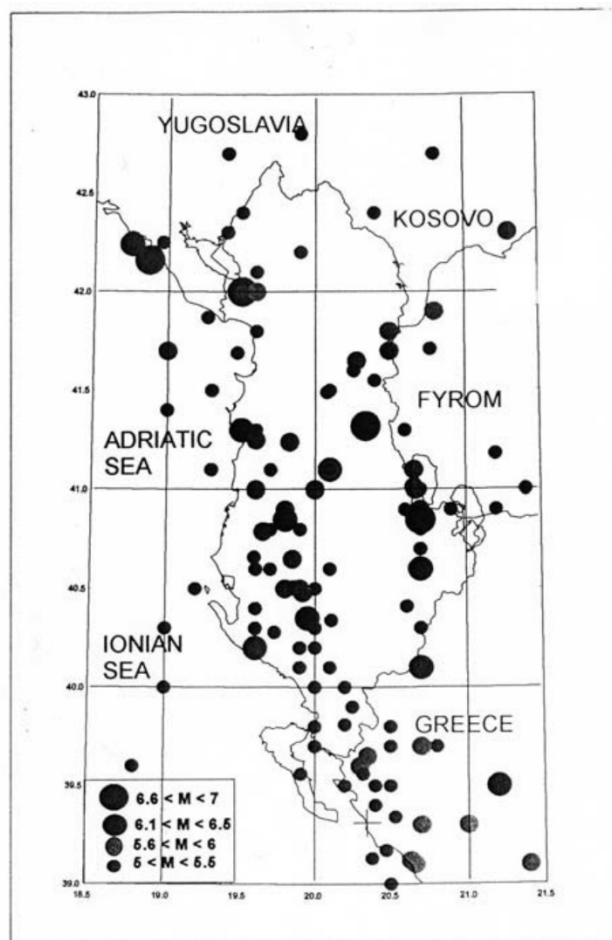 43.0
YUGOSLAVIA
42.5
KOSOVO
42.0
41.5
FYROM
ADRIATIC
SEA
41.0
40.5
IONIAN
SEA
40.0
GREECE
39.5
6.6 < M < 7
6.1 < M < 6.5
5.6 < M < 6
5 < M < 5.5
39.0
18.5 19.0 19.5 20.0 20.5 21.0 21.5